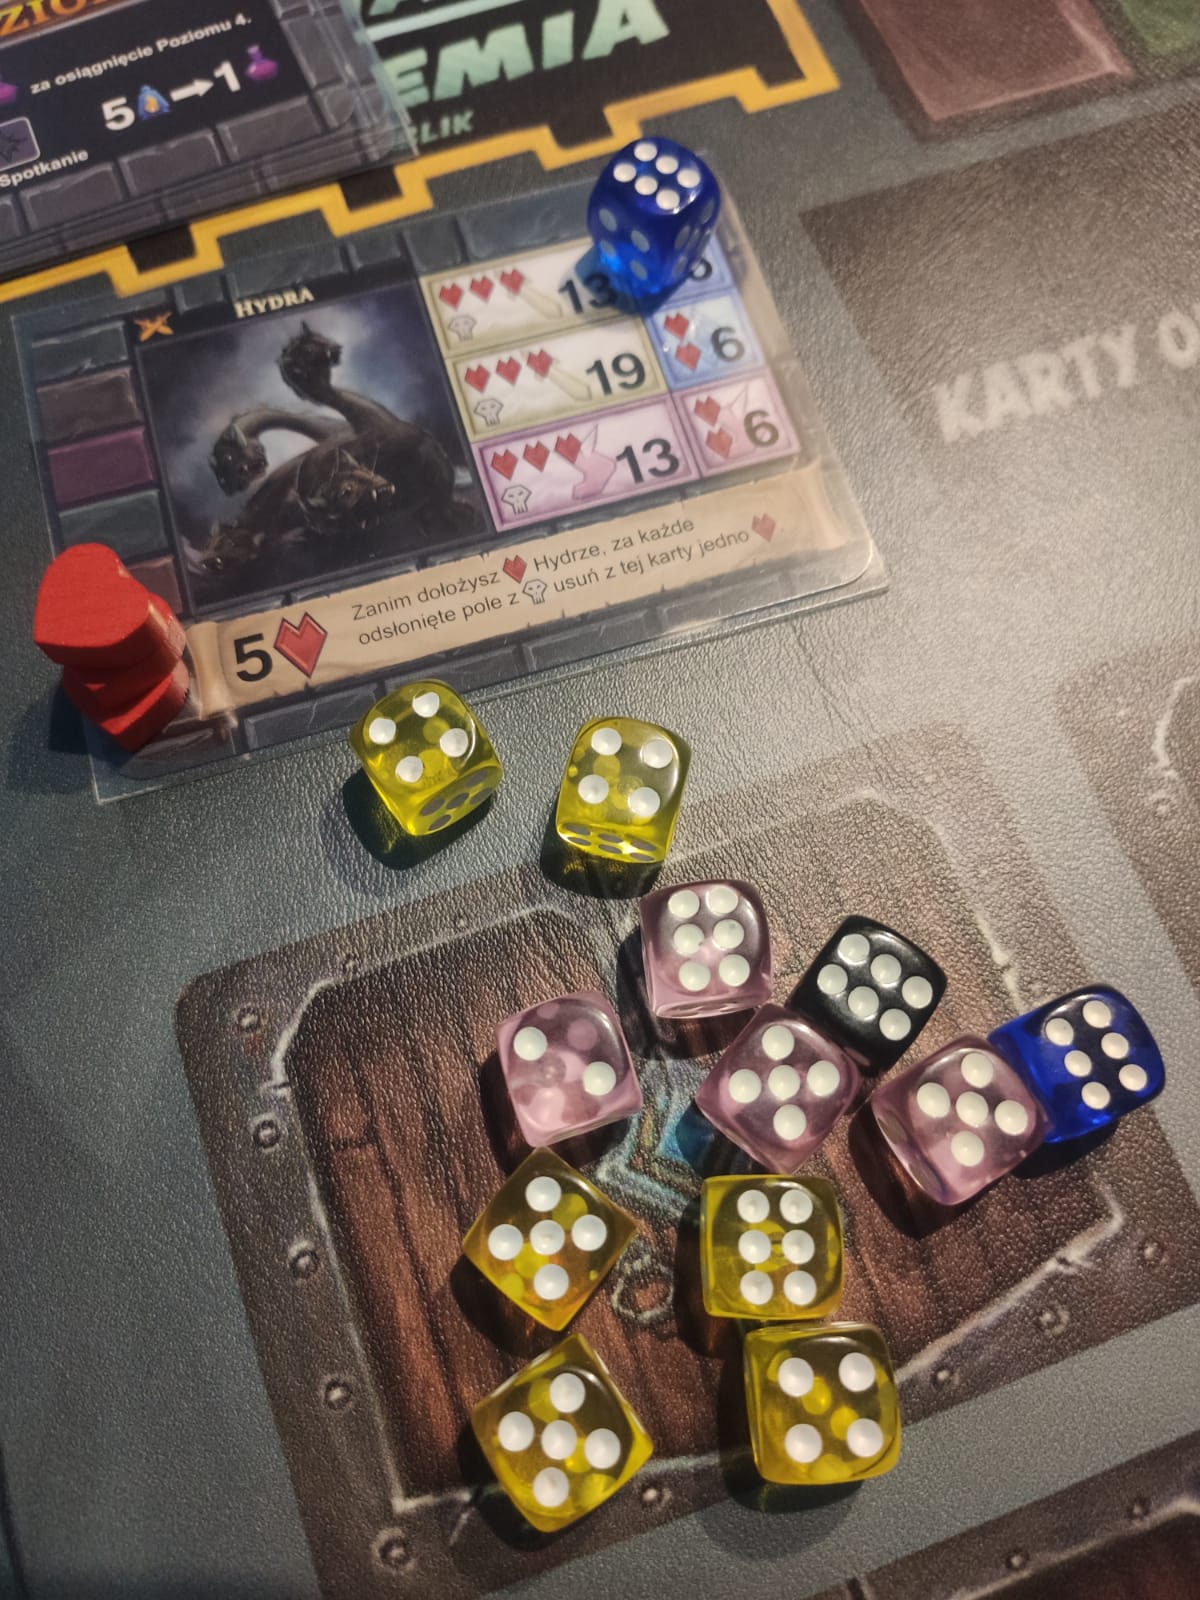 za osiągnięcie Poziomu 4.
5 → 1
Spotkanie
EMIA
HYDRA
13
19
6
13
6
Zanim dołożysz Hydrze, za każde
odsłonięte pole z usuń z tej karty jedno
5
KARTY